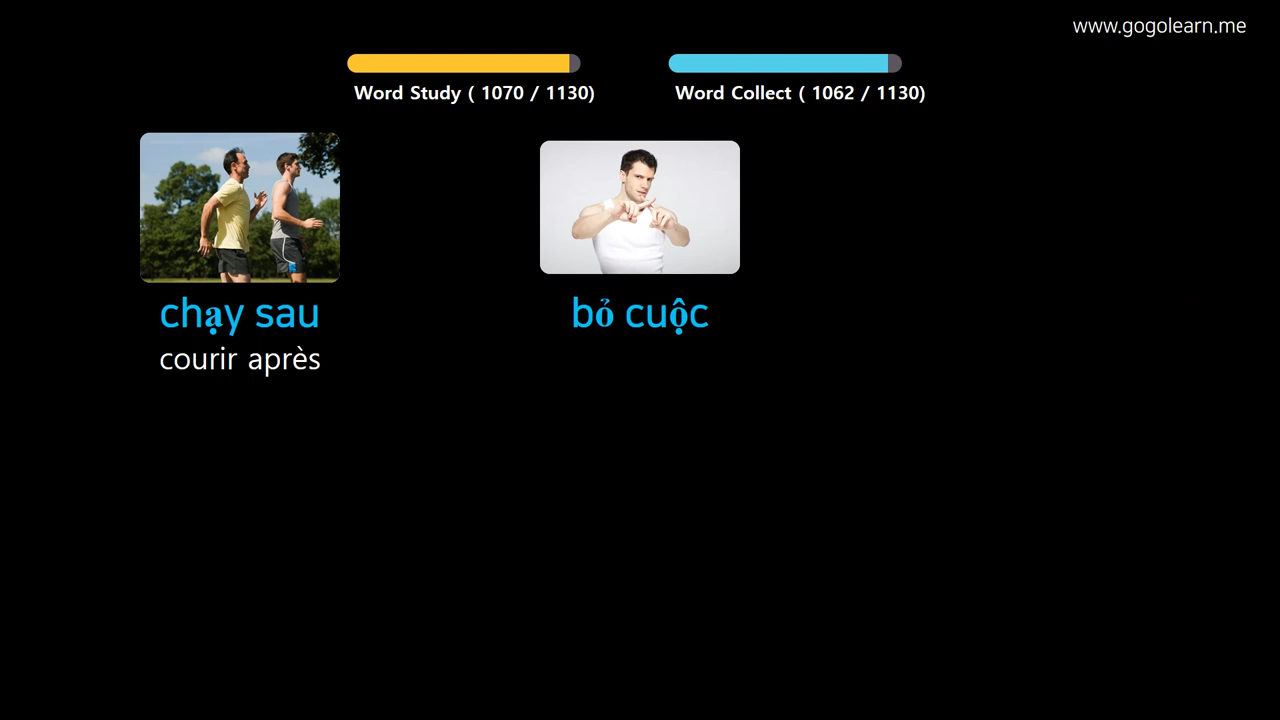 www.gogolearn.me
Word Study ( 1070 / 1130)
Word Collect ( 1062 / 1130)
chạy sau
courir après
bỏ cuộc